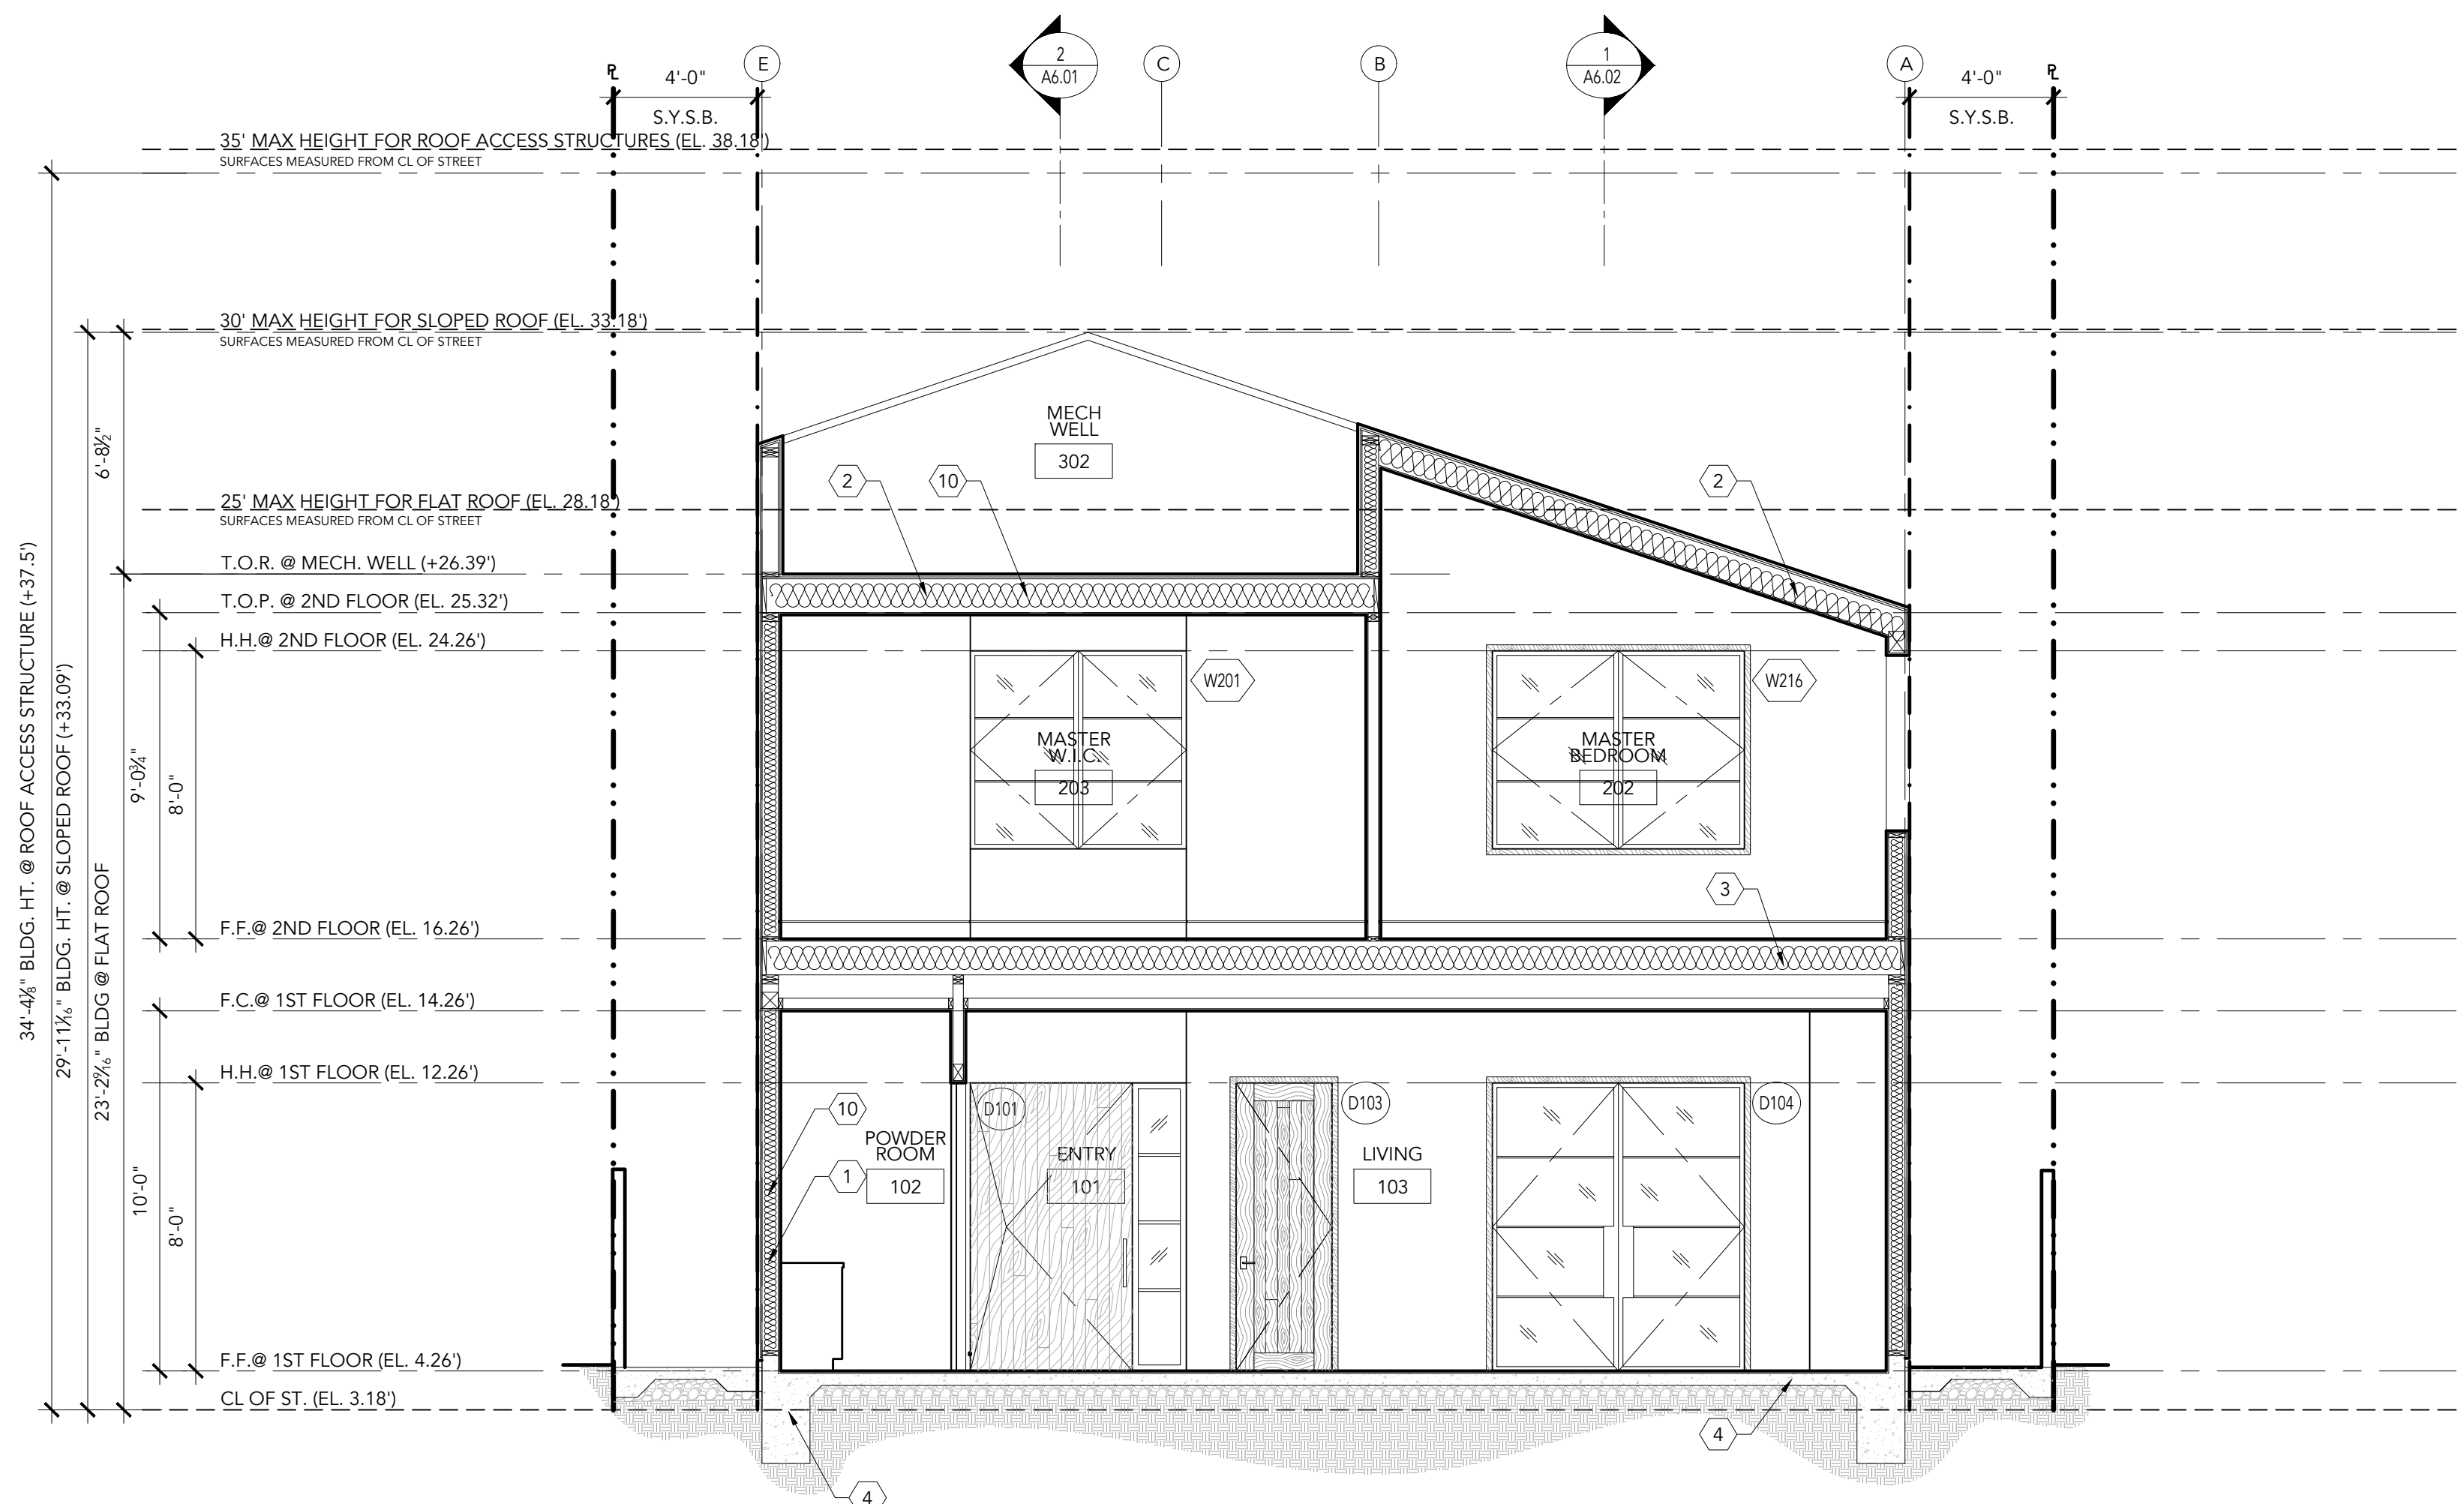 2
A6.01
1
A6.02
E
C
B
A
PL
4'-0"
S.Y.S.B.
4'-0"
PL
S.Y.S.B.
35' MAX HEIGHT FOR ROOF ACCESS STRUCTURES (EL. 38.18')
SURFACES MEASURED FROM CL OF STREET
30' MAX HEIGHT FOR SLOPED ROOF (EL. 33.18')
SURFACES MEASURED FROM CL OF STREET
25' MAX HEIGHT FOR FLAT ROOF (EL. 28.18')
SURFACES MEASURED FROM CL OF STREET
T.O.R. @ MECH. WELL (+26.39')
T.O.P. @ 2ND FLOOR (EL. 25.32')
H.H.@ 2ND FLOOR (EL. 24.26')
F.F.@ 2ND FLOOR (EL. 16.26')
F.C.@ 1ST FLOOR (EL. 14.26')
H.H.@ 1ST FLOOR (EL. 12.26')
F.F.@ 1ST FLOOR (EL. 4.26')
CL OF ST. (EL. 3.18')
34'-4⅛" BLDG. HT. @ ROOF ACCESS STRUCTURE (+37.5')
29'-11 1/16" BLDG. HT. @ SLOPED ROOF (+33.09')
23'-2 9/16" BLDG @ FLAT ROOF
6'-8½"
9'-0¾"
8'-0"
10'-0"
8'-0"
MECH
WELL
302
2
10
2
W201
W216
MASTER
W.I.C.
203
MASTER
BEDROOM
202
3
D101
D103
D104
10
1
POWDER
ROOM
102
ENTRY
101
LIVING
103
4
4